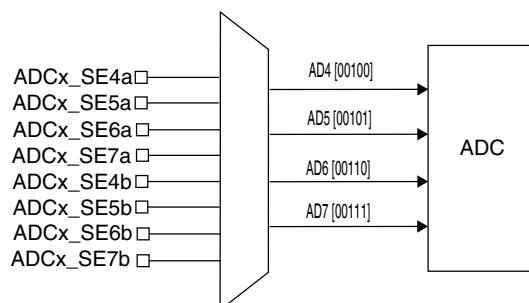 ADCx_SE4a
ADCx_SE5a
ADCx_SE6a
ADCx_SE7a
ADCx_SE4b
ADCx_SE5b
ADCx_SE6b
ADCx_SE7b
AD4 [00100]
AD5 [00101]
AD6 [00110]
AD7 [00111]
ADC